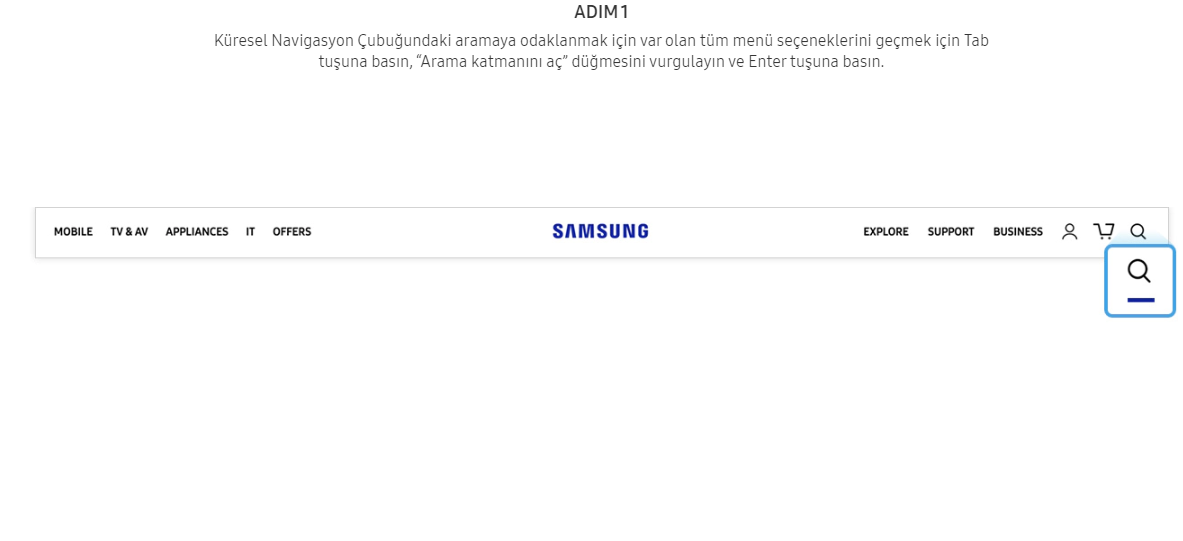 ADIM 1
Küresel Navigasyon Çubuğundaki aramaya odaklanmak için var olan tüm menü seçeneklerini geçmek için Tab
tuşuna basın, “Arama katmanını aç” düğmesini vurgulayın ve Enter tuşuna basın.
MOBILE TV & AV APPLIANCES IT OFFERS SAMSUNG EXPLORE SUPPORT BUSINESS